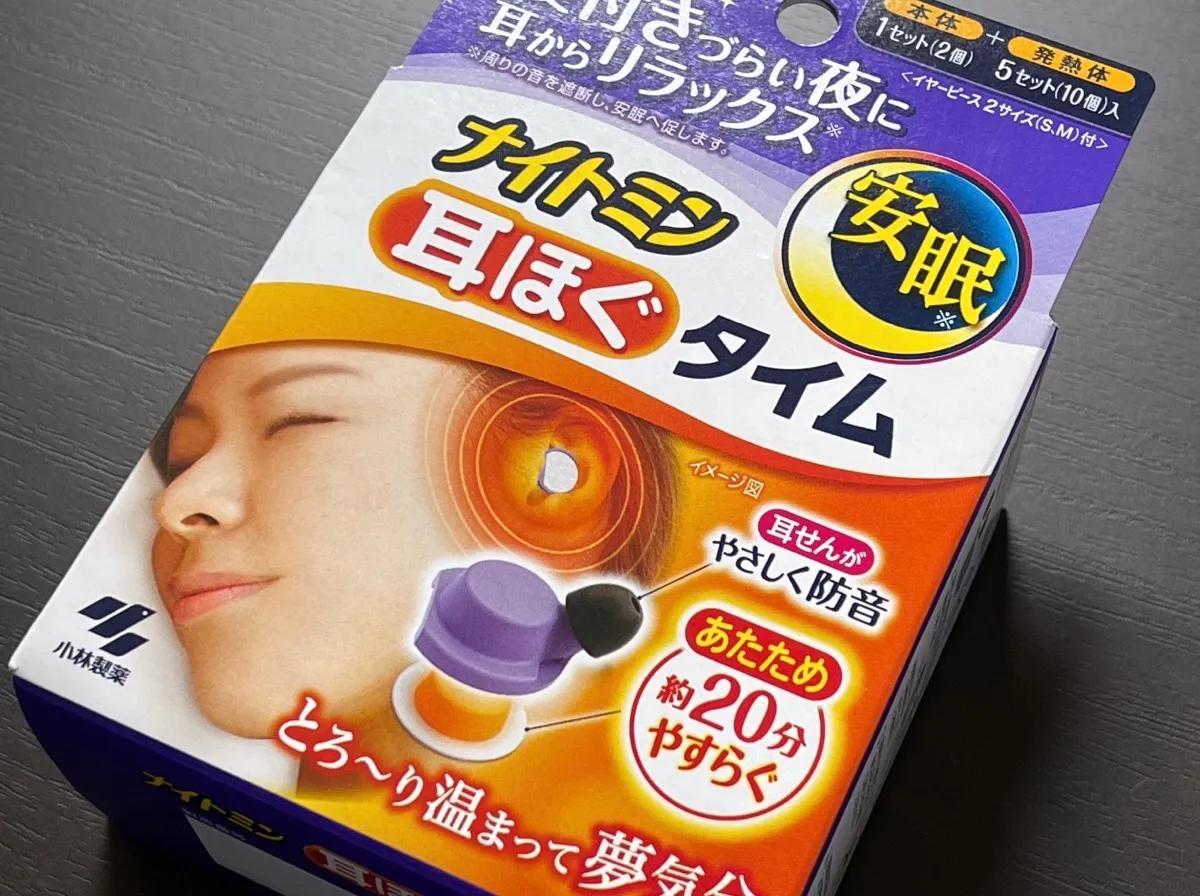 付きづらい夜に
耳からリラックス※
※周りの音を遮断し、安眠へ促します。
本体
1セット(2個)
+
発熱体
5セット(10個)入
<イヤーピース2サイズ(S、M)付>
ナイトミン
耳ほぐ
タイム
安眠※
イメージ図
耳せんが
やさしく防音
あたため
約20分
やすらぐ
小林製薬
とろ～り温まって夢気分
ナイトミン
耳ほぐ